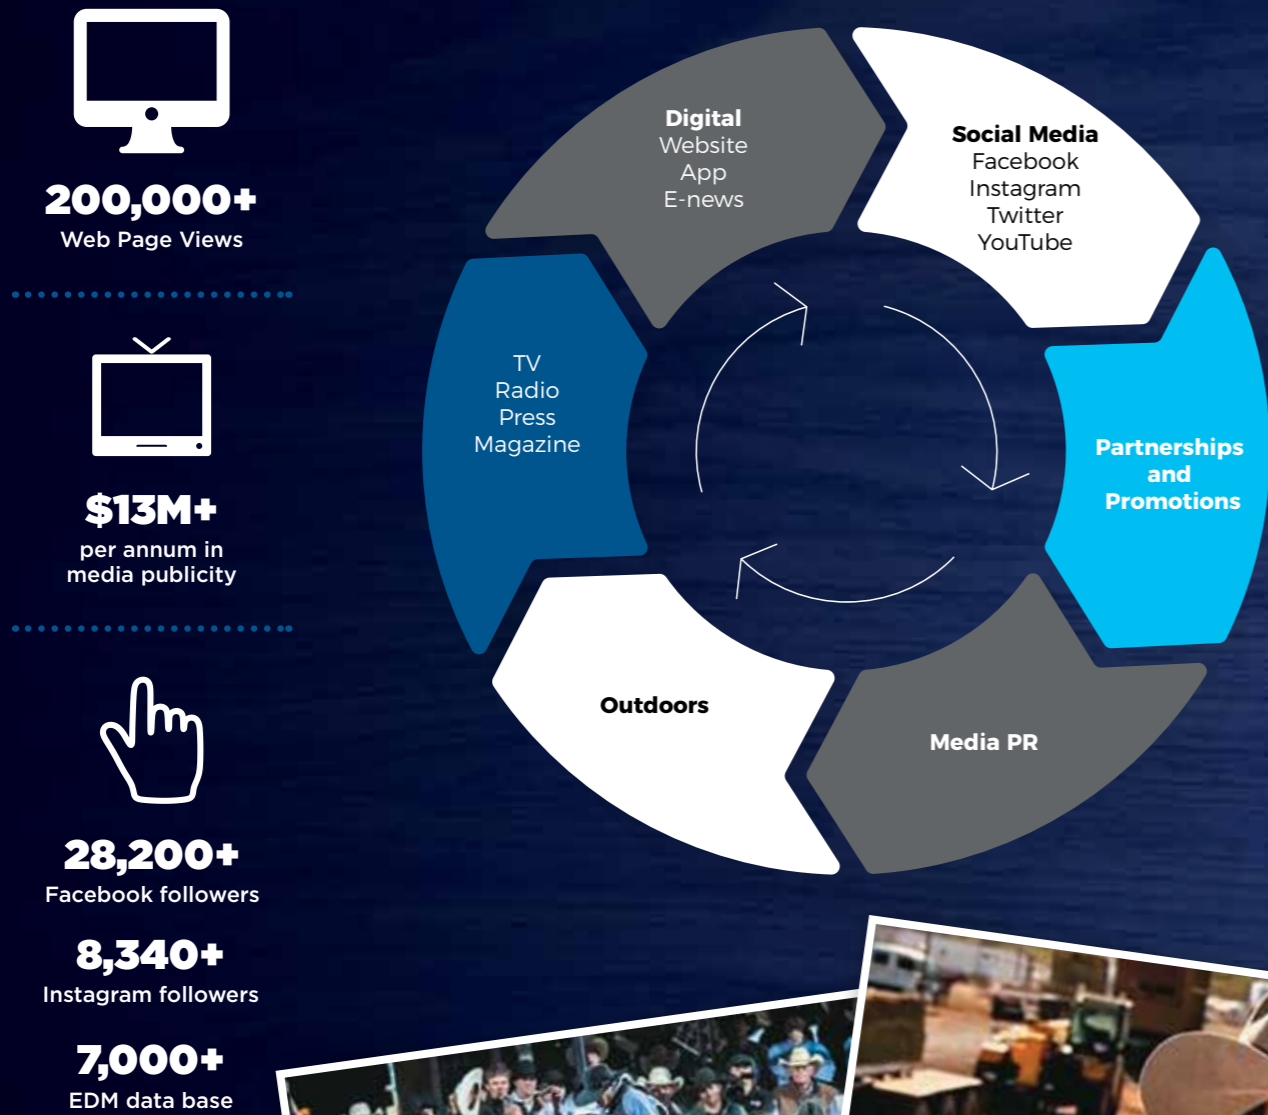 200,000+
Web Page Views
$13M+
per annum in
media publicity
28,200+
Facebook followers
8,340+
Instagram followers
7,000+
EDM data base
Digital
Website
App
E-news
Social Media
Facebook
Instagram
Twitter
YouTube
Partnerships
and
Promotions
Media PR
Outdoors
TV
Radio
Press
Magazine